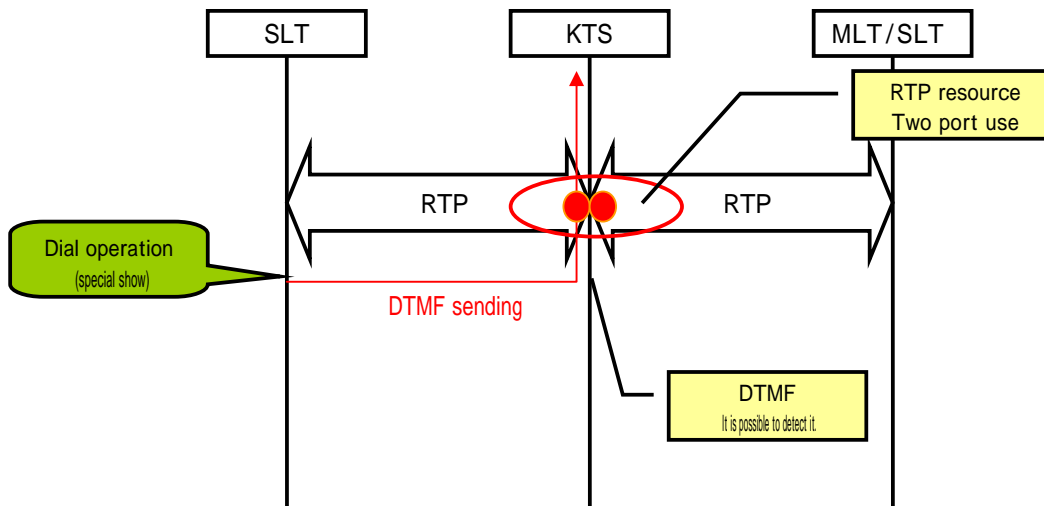 SLT
KTS
MLT/SLT
RTP resource
Two port use
RTP
RTP
Dial operation
(special show)
DTMF sending
DTMF
It is possible to detect it.